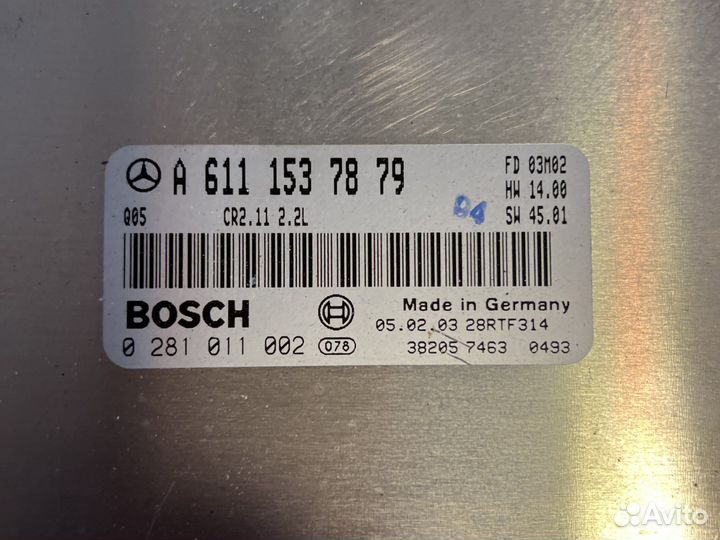 A 611 153 78 79
FD 03M02
HW 14.00
SW 45.01
84
Q05 CR2.11 2.2L
BOSCH
Made in Germany
05.02.03 28RTF314
0 281 011 002 078
38205 7463 0493
Avito